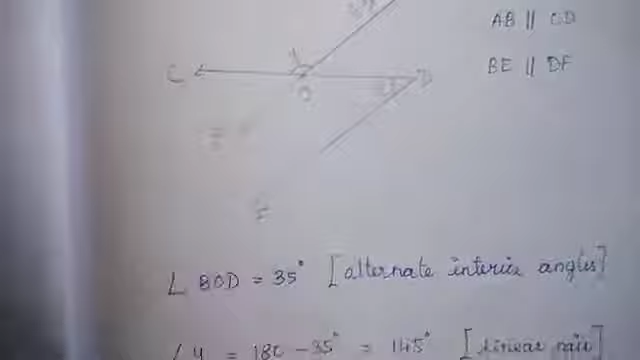 AB || CD
C
D
BE || DF
O
∠ BOD = 35° [alternate interior angles]
∠ y = 180 - 35° = 145° [linear pair]